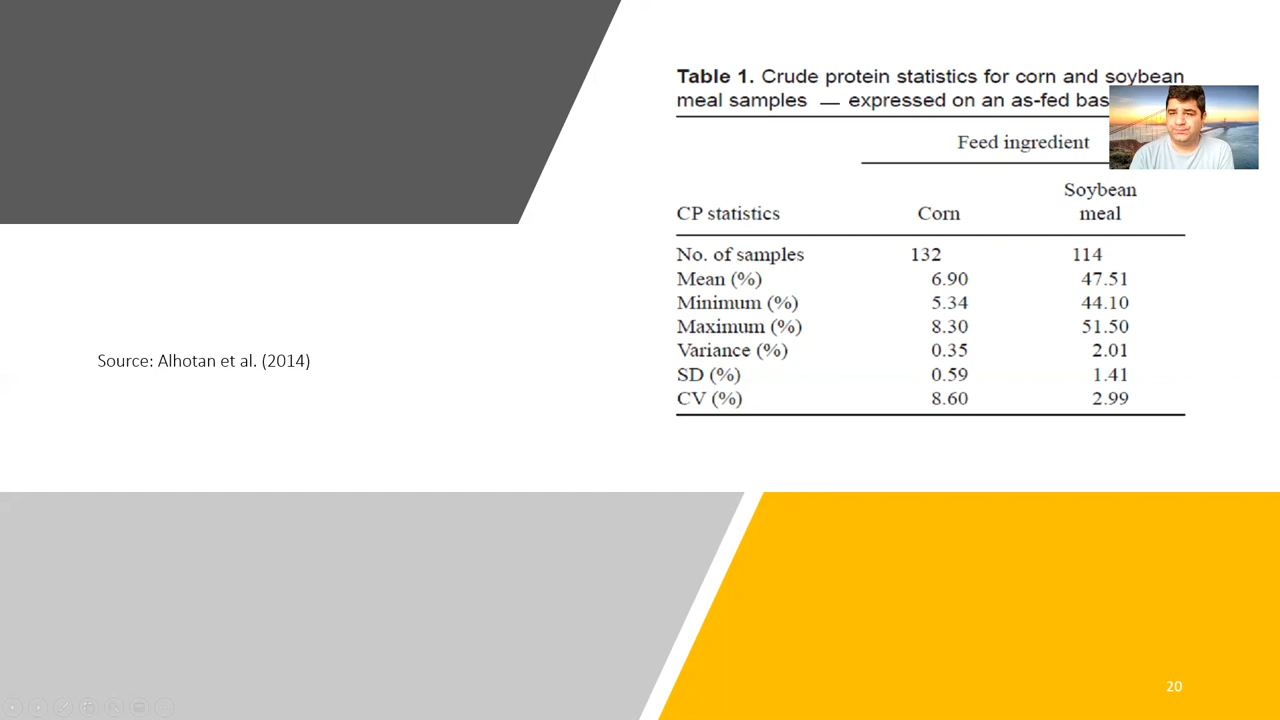 Table 1. Crude protein statistics for corn and soybean
meal samples — expressed on an as-fed bas
Feed ingredient
Soybean
CP statistics Corn meal
No. of samples 132 114
Mean (%) 6.90 47.51
Minimum (%) 5.34 44.10
Maximum (%) 8.30 51.50
Variance (%) 0.35 2.01
SD (%) 0.59 1.41
CV (%) 8.60 2.99
Source: Alhotan et al. (2014)
20